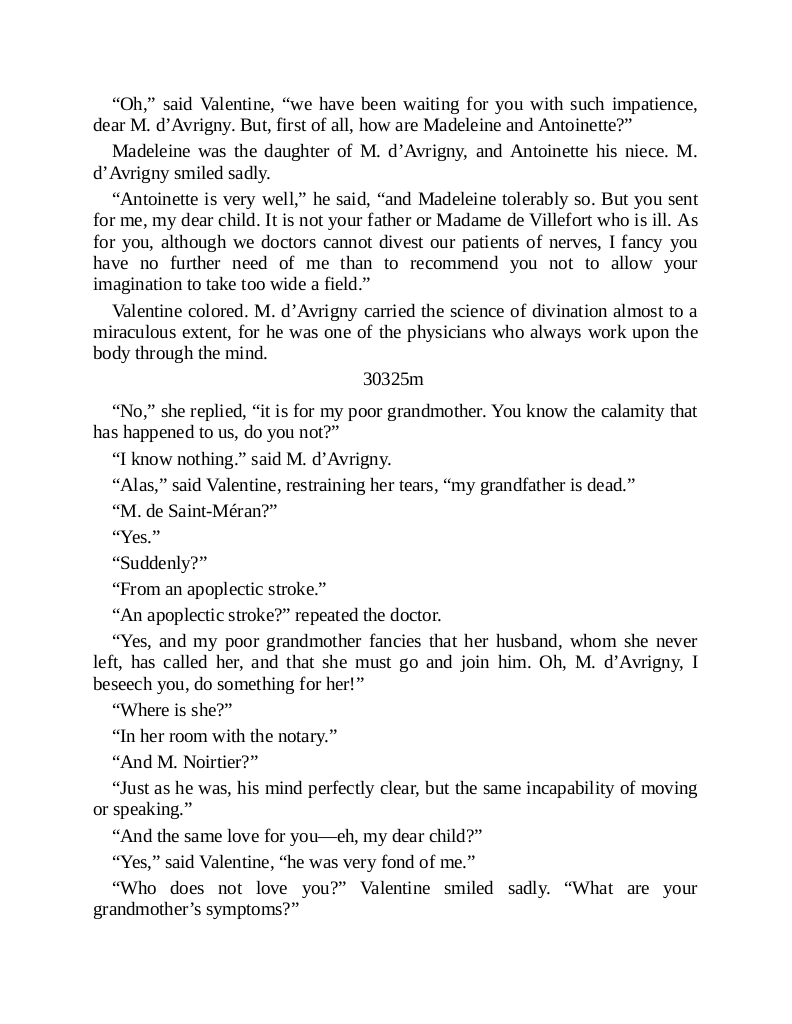 “Oh,” said Valentine, “we have been waiting for you with such impatience,
dear M. d’Avrigny. But, first of all, how are Madeleine and Antoinette?”
Madeleine was the daughter of M. d’Avrigny, and Antoinette his niece. M.
d’Avrigny smiled sadly.
“Antoinette is very well,” he said, “and Madeleine tolerably so. But you sent
for me, my dear child. It is not your father or Madame de Villefort who is ill. As
for you, although we doctors cannot divest our patients of nerves, I fancy you
have no further need of me than to recommend you not to allow your
imagination to take too wide a field.”
Valentine colored. M. d’Avrigny carried the science of divination almost to a
miraculous extent, for he was one of the physicians who always work upon the
body through the mind.
30325m
“No,” she replied, “it is for my poor grandmother. You know the calamity that
has happened to us, do you not?”
“I know nothing.” said M. d’Avrigny.
“Alas,” said Valentine, restraining her tears, “my grandfather is dead.”
“M. de Saint-Méran?”
“Yes.”
“Suddenly?”
“From an apoplectic stroke.”
“An apoplectic stroke?” repeated the doctor.
“Yes, and my poor grandmother fancies that her husband, whom she never
left, has called her, and that she must go and join him. Oh, M. d’Avrigny, I
beseech you, do something for her!”
“Where is she?”
“In her room with the notary.”
“And M. Noirtier?”
“Just as he was, his mind perfectly clear, but the same incapability of moving
or speaking.”
“And the same love for you—eh, my dear child?”
“Yes,” said Valentine, “he was very fond of me.”
“Who does not love you?” Valentine smiled sadly. “What are your
grandmother’s symptoms?”